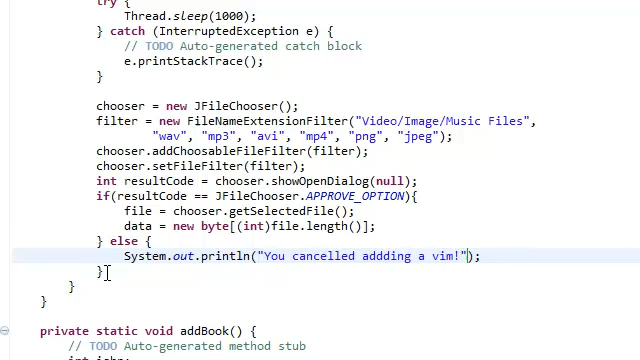 try {
Thread.sleep(1000);
} catch (InterruptedException e) {
// TODO Auto-generated catch block
e.printStackTrace();
}
chooser = new JFileChooser();
filter = new FileNameExtensionFilter("Video/Image/Music Files",
"wav", "mp3", "avi", "mp4", "png", "jpeg");
chooser.addChoosableFileFilter(filter);
chooser.setFileFilter(filter);
int resultCode = chooser.showOpenDialog(null);
if(resultCode == JFileChooser.APPROVE_OPTION){
file = chooser.getSelectedFile();
data = new byte[(int)file.length()];
} else {
System.out.println("You cancelled addding a vim!");
}
}
}
private static void addBook() {
// TODO Auto-generated method stub